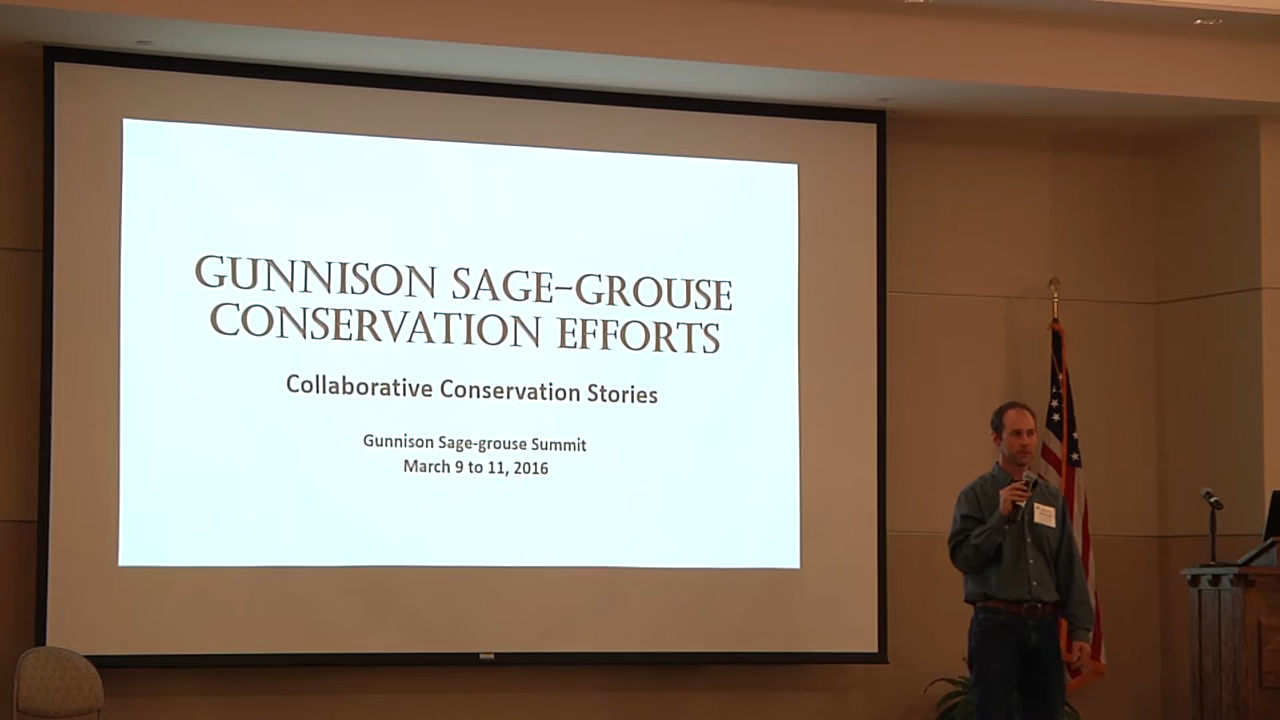 GUNNISON SAGE-GROUSE
CONSERVATION EFFORTS
Collaborative Conservation Stories
Gunnison Sage-grouse Summit
March 9 to 11, 2016